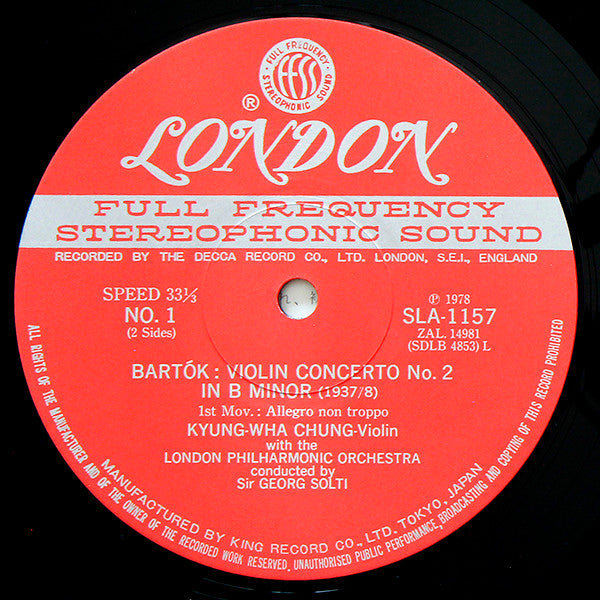 FULL FREQUENCY
FFSS
STEREOPHONIC SOUND
®
LONDON
FULL FREQUENCY
STEREOPHONIC SOUND
RECORDED BY THE DECCA RECORD CO., LTD. LONDON, S.E.I., ENGLAND
SPEED 33⅓
NO. 1
(2 Sides)
℗ 1978
SLA-1157
ZAL. 14981
(SDLB 4853) L
BARTÓK : VIOLIN CONCERTO No. 2
IN B MINOR (1937/8)
1st Mov. : Allegro non troppo
KYUNG-WHA CHUNG-Violin
with the
LONDON PHILHARMONIC ORCHESTRA
conducted by
Sir GEORG SOLTI
ALL RIGHTS OF THE MANUFACTURER AND OF THE OWNER OF THE RECORDED WORK RESERVED. UNAUTHORISED PUBLIC PERFORMANCE, BROADCASTING AND COPYING OF THIS RECORD PROHIBITED
MANUFACTURED BY KING RECORD CO., LTD. TOKYO, JAPAN